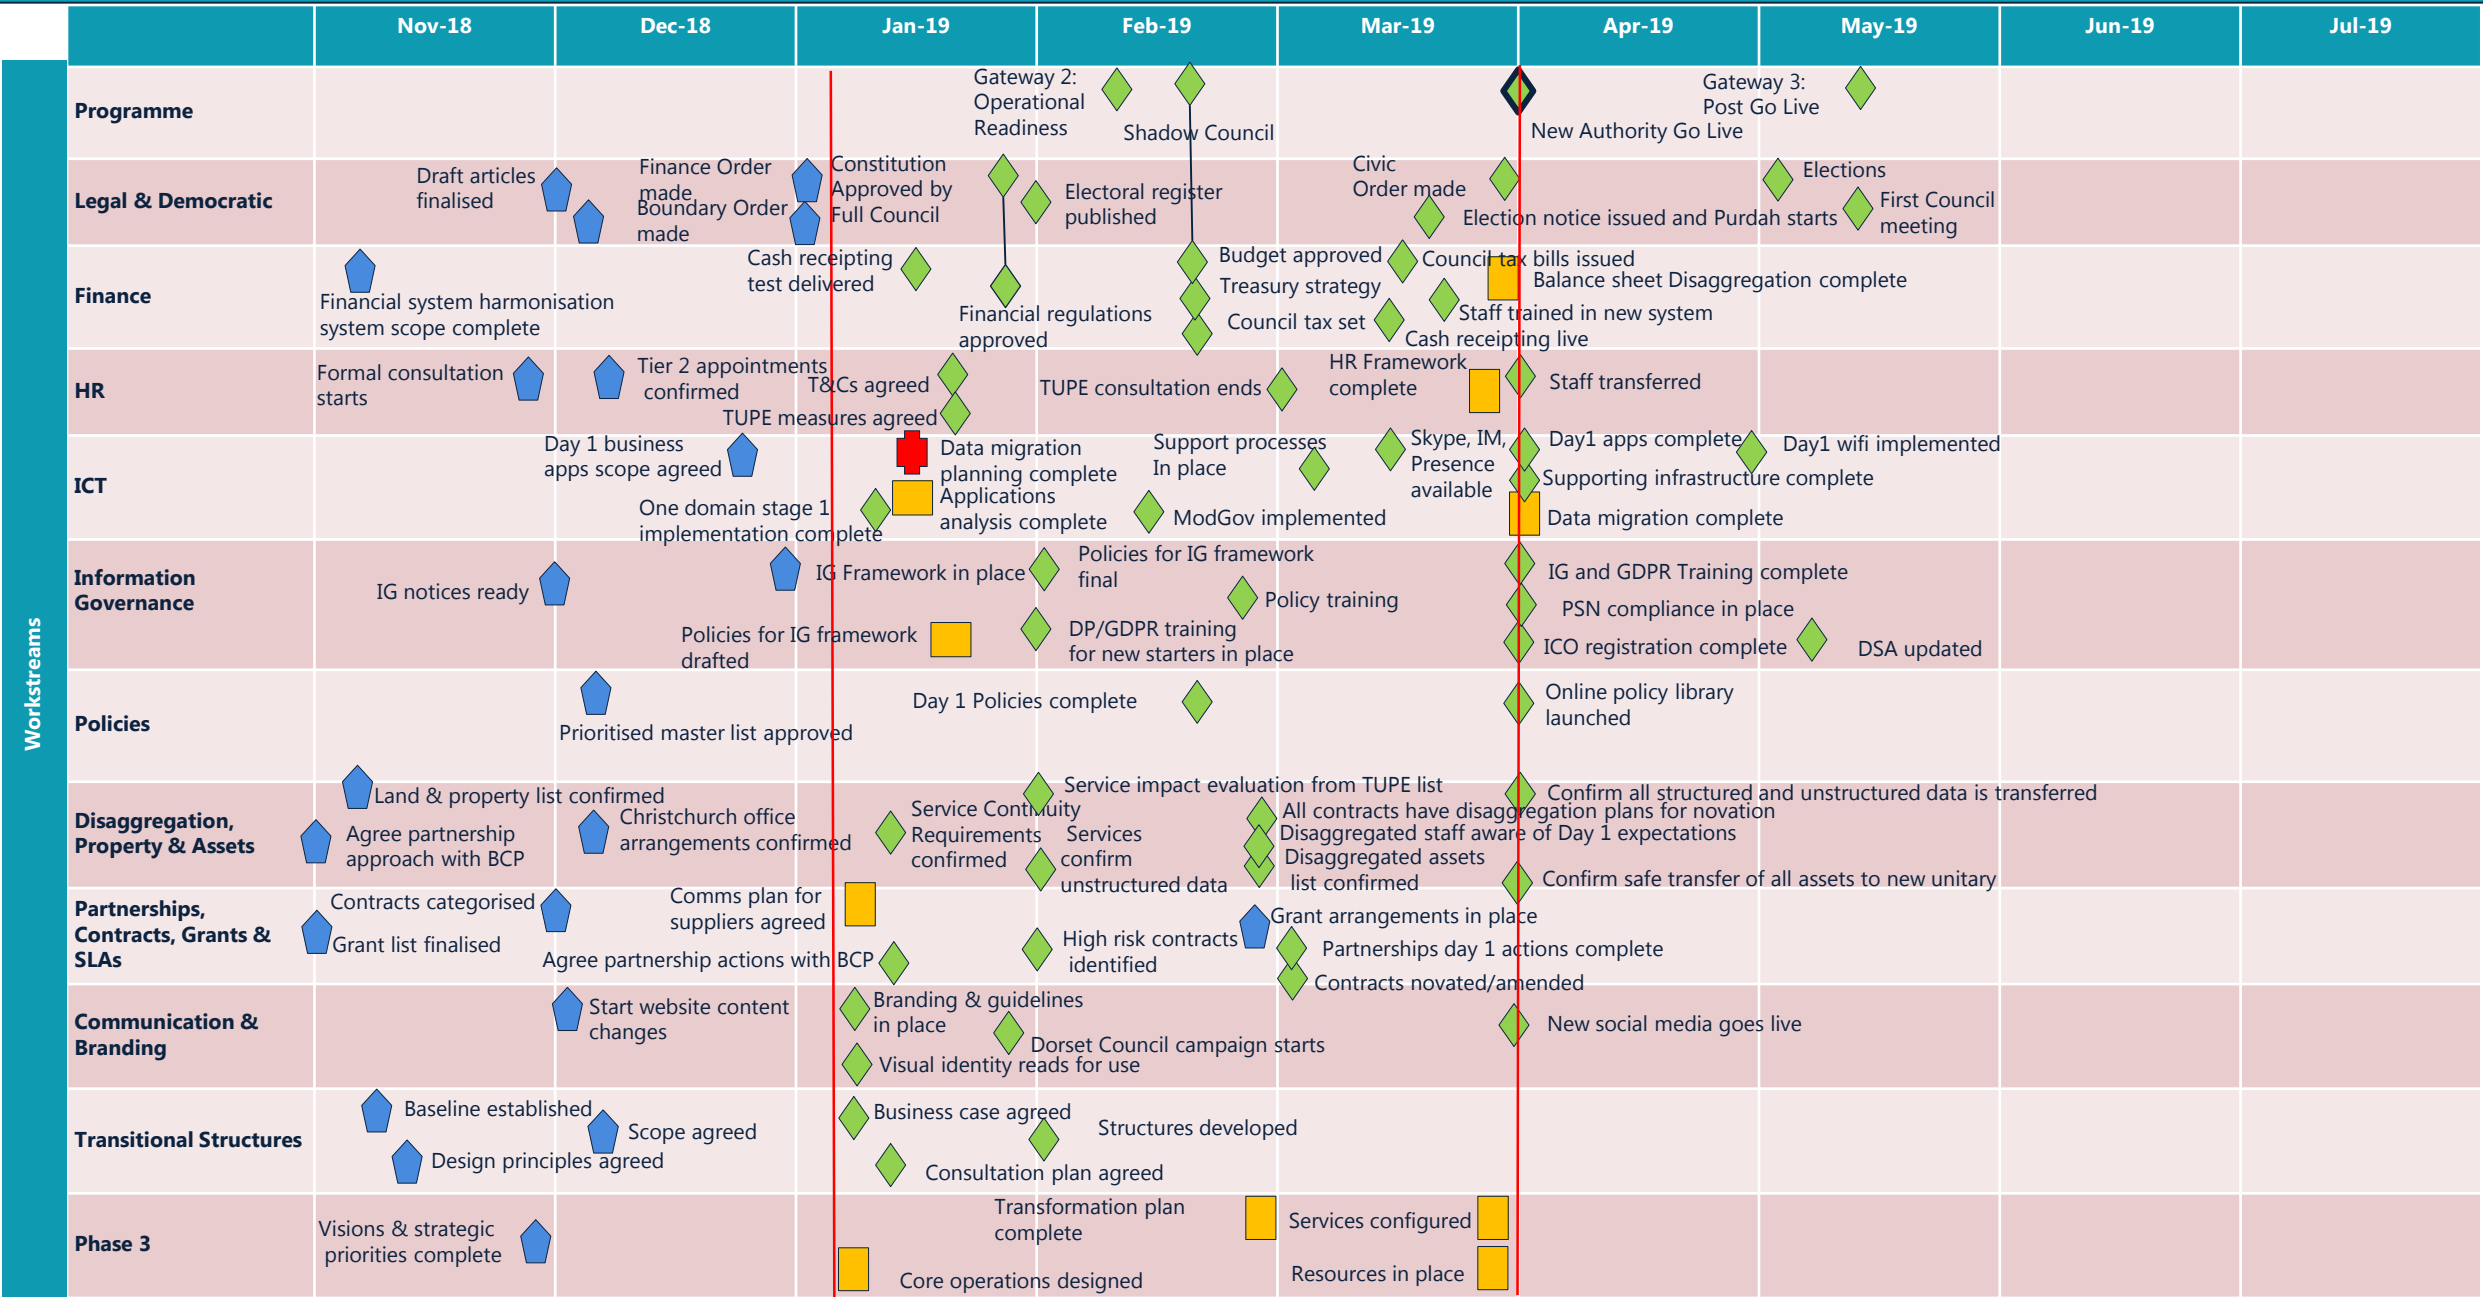 Nov-18
Dec-18
Jan-19
Feb-19
Mar-19
Apr-19
May-19
Jun-19
Jul-19
Workstreams
Programme
Gateway 2:
Operational
Readiness
Shadow Council
New Authority Go Live
Gateway 3:
Post Go Live
Legal & Democratic
Draft articles
finalised
Finance Order
made
Boundary Order
made
Constitution
Approved by
Full Council
Electoral register
published
Civic
Order made
Election notice issued and Purdah starts
Elections
First Council
meeting
Finance
Financial system harmonisation
system scope complete
Cash receipting
test delivered
Financial regulations
approved
Budget approved
Treasury strategy
Council tax set
Council tax bills issued
Balance sheet Disaggregation complete
Staff trained in new system
Cash receipting live
HR
Formal consultation
starts
Tier 2 appointments
confirmed
T&Cs agreed
TUPE measures agreed
TUPE consultation ends
HR Framework
complete
Staff transferred
ICT
Day 1 business
apps scope agreed
One domain stage 1
implementation complete
Data migration
planning complete
Applications
analysis complete
Support processes
In place
ModGov implemented
Skype, IM,
Presence
available
Day1 apps complete
Supporting infrastructure complete
Data migration complete
Day1 wifi implemented
Information
Governance
IG notices ready
IG Framework in place
Policies for IG framework
drafted
Policies for IG framework
final
DP/GDPR training
for new starters in place
Policy training
IG and GDPR Training complete
PSN compliance in place
ICO registration complete
DSA updated
Policies
Prioritised master list approved
Day 1 Policies complete
Online policy library
launched
Disaggregation,
Property & Assets
Land & property list confirmed
Agree partnership
approach with BCP
Christchurch office
arrangements confirmed
Service Continuity
Requirements
confirmed
Service impact evaluation from TUPE list
Services
confirm
unstructured data
All contracts have disaggregation plans for novation
Disaggregated staff aware of Day 1 expectations
Disaggregated assets
list confirmed
Confirm all structured and unstructured data is transferred
Confirm safe transfer of all assets to new unitary
Partnerships,
Contracts, Grants &
SLAs
Contracts categorised
Grant list finalised
Comms plan for
suppliers agreed
Agree partnership actions with BCP
High risk contracts
identified
Grant arrangements in place
Partnerships day 1 actions complete
Contracts novated/amended
Communication &
Branding
Start website content
changes
Branding & guidelines
in place
Dorset Council campaign starts
Visual identity reads for use
New social media goes live
Transitional Structures
Baseline established
Design principles agreed
Scope agreed
Business case agreed
Consultation plan agreed
Structures developed
Phase 3
Visions & strategic
priorities complete
Core operations designed
Transformation plan
complete
Services configured
Resources in place